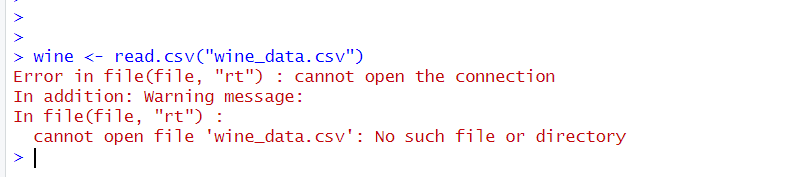 >
>
> wine <- read.csv("wine_data.csv")
Error in file(file, "rt") : cannot open the connection
In addition: Warning message:
In file(file, "rt") :
  cannot open file 'wine_data.csv': No such file or directory
>